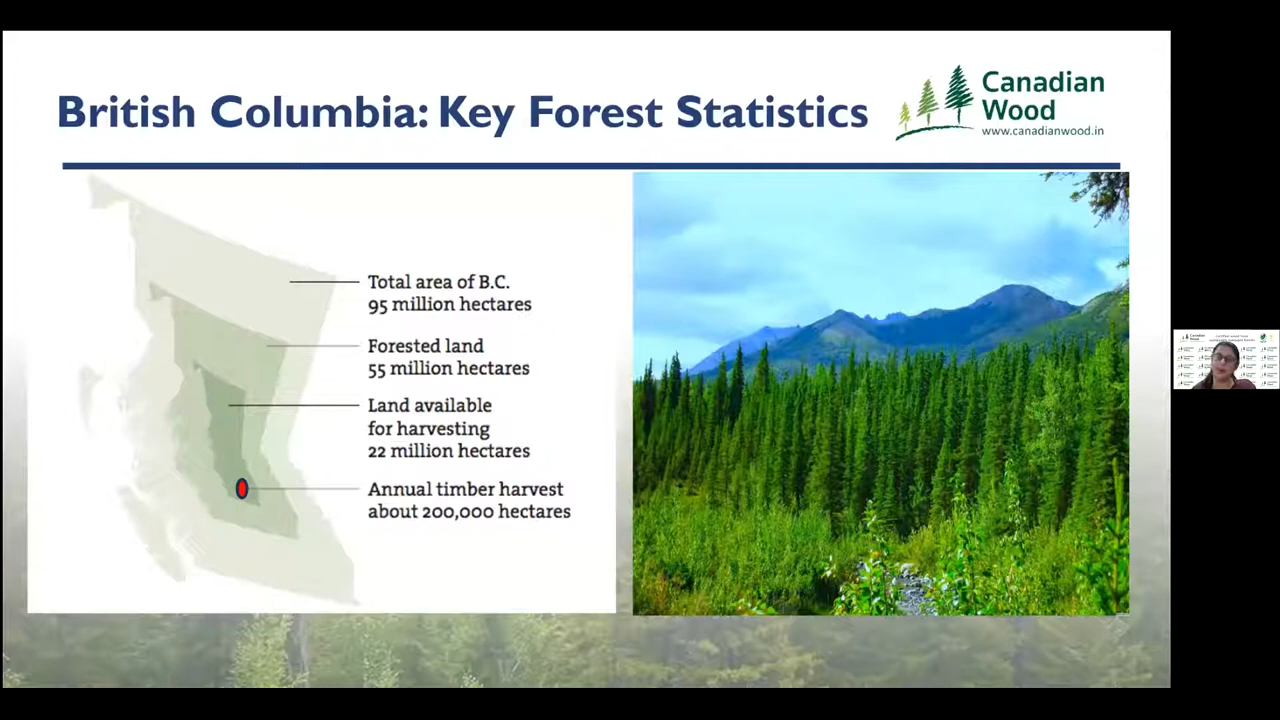 British Columbia: Key Forest Statistics
Canadian
Wood
www.canadianwood.in
Total area of B.C.
95 million hectares
Forested land
55 million hectares
Land available
for harvesting
22 million hectares
Annual timber harvest
about 200,000 hectares